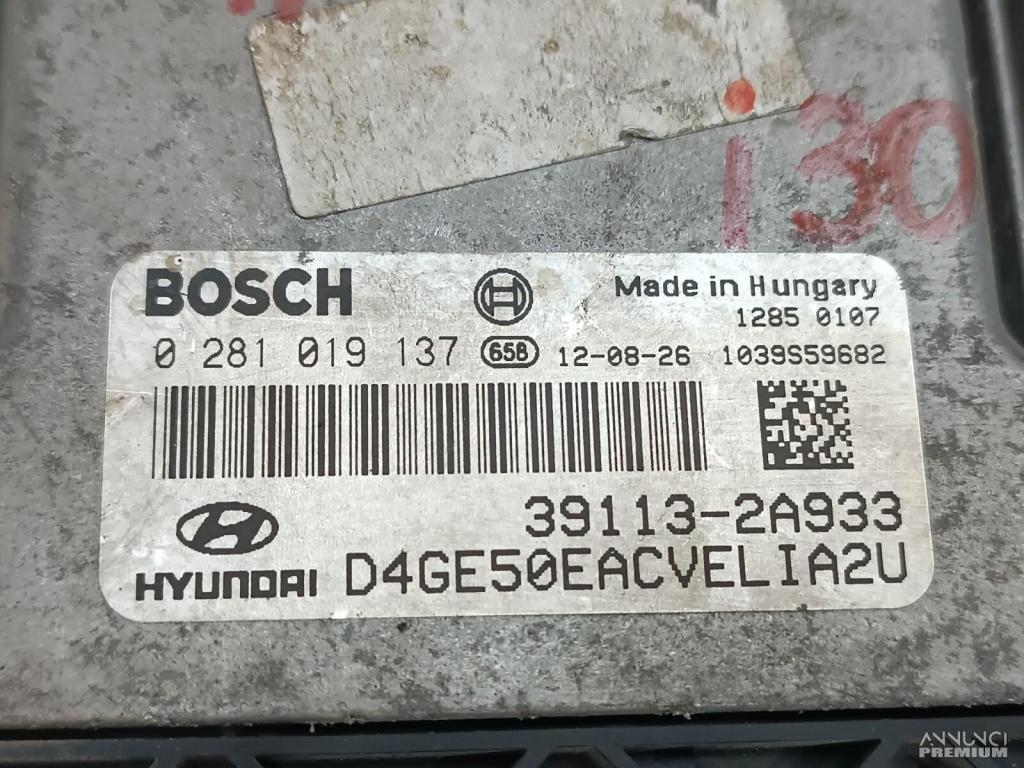 i30
BOSCH
Made in Hungary
1285 0107
0 281 019 137 658 12-08-26 1039S59682
39113-2A933
HYUNDAI D4GE50EACVELIA2U
ANNUNCI
PREMIUM